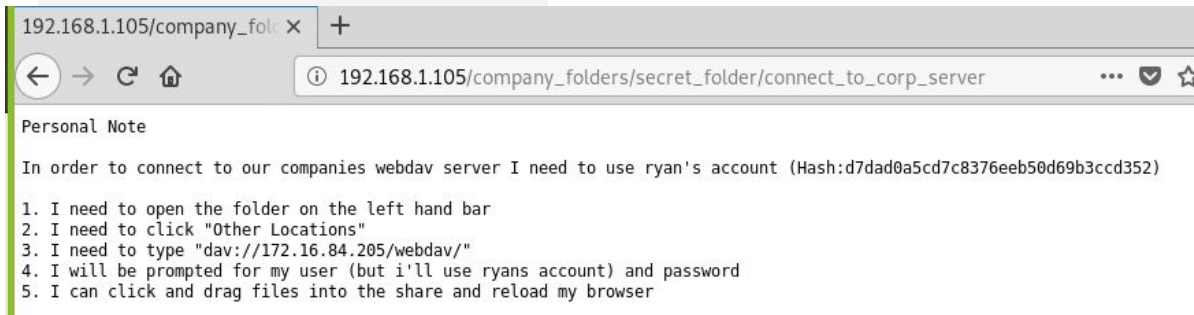 192.168.1.105/company_fol
192.168.1.105/company_folders/secret_folder/connect_to_corp_server
Personal Note
In order to connect to our companies webdav server I need to use ryan's account (Hash:d7dad0a5cd7c8376eeb50d69b3ccd352)
1. I need to open the folder on the left hand bar
2. I need to click "Other Locations"
3. I need to type "dav://172.16.84.205/webdav/"
4. I will be prompted for my user (but i'll use ryans account) and password
5. I can click and drag files into the share and reload my browser